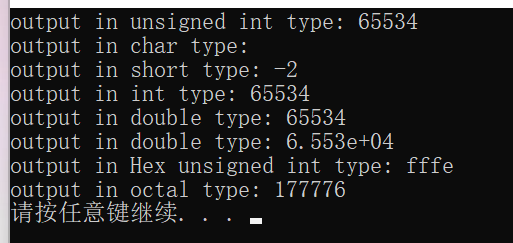 output in unsigned int type: 65534
output in char type:
output in short type: -2
output in int type: 65534
output in double type: 65534
output in double type: 6.553e+04
output in Hex unsigned int type: fffe
output in octal type: 177776
请按任意键继续. . .